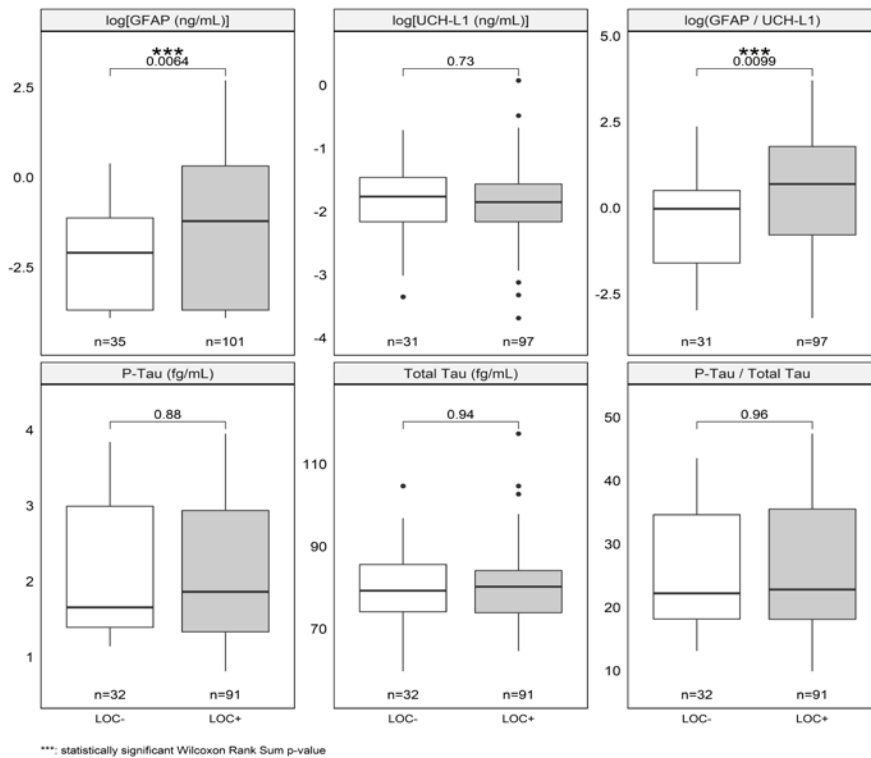 log[GFAP (ng/mL)] log[UCH-L1 (ng/mL)] log(GFAP / UCH-L1)
5.0
*** ***
0.0064 0.73 0.0099
2.5 0 2.5
-1
0.0 -2 0.0
-2.5 -3 -2.5
-4
n=35 n=101 n=31 n=97 n=31 n=97
P-Tau (fg/mL) Total Tau (fg/mL) P-Tau / Total Tau
0.88 0.94 0.96
4 110 50
40
3 90 30
2 70 20
1 10
n=32 n=91 n=32 n=91 n=32 n=91
LOC- LOC+ LOC- LOC+ LOC- LOC+
***: statistically significant Wilcoxon Rank Sum p-value